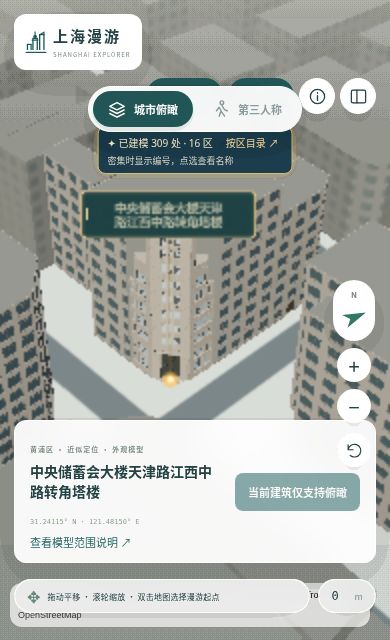 上海漫游
SHANGHAI EXPLORER
城市俯瞰
第三人称
✦ 已建模 309 处 · 16 区 按区目录 ↗
密集时显示编号，点选查看名称
中央储蓄会大楼天津
路江西中路转角塔楼
N
+
−
黄浦区 · 近似定位 · 外观模型
中央储蓄会大楼天津路江西中
路转角塔楼
当前建筑仅支持俯瞰
31.24115° N · 121.48150° E
查看模型范围说明 ↗
拖动平移 · 滚轮缩放 · 双击地图选择漫游起点
0 m
OpenStreetMap